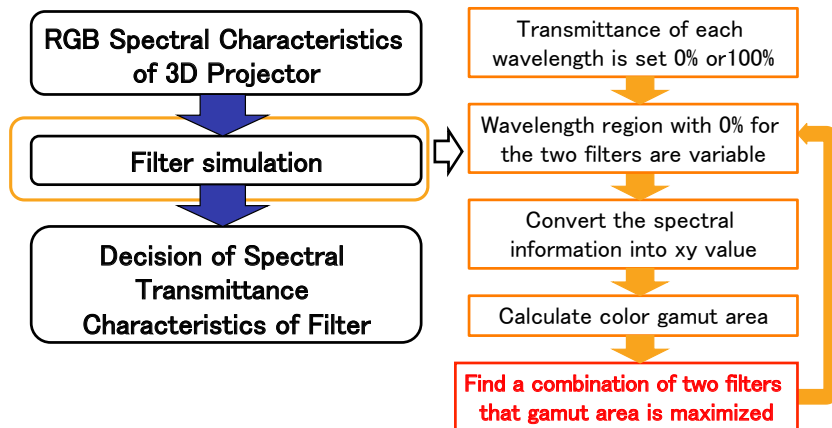 RGB Spectral Characteristics
of 3D Projector
Filter simulation
Decision of Spectral
Transmittance
Characteristics of Filter
Transmittance of each
wavelength is set 0% or100%
Wavelength region with 0% for
the two filters are variable
Convert the spectral
information into xy value
Calculate color gamut area
Find a combination of two filters
that gamut area is maximized